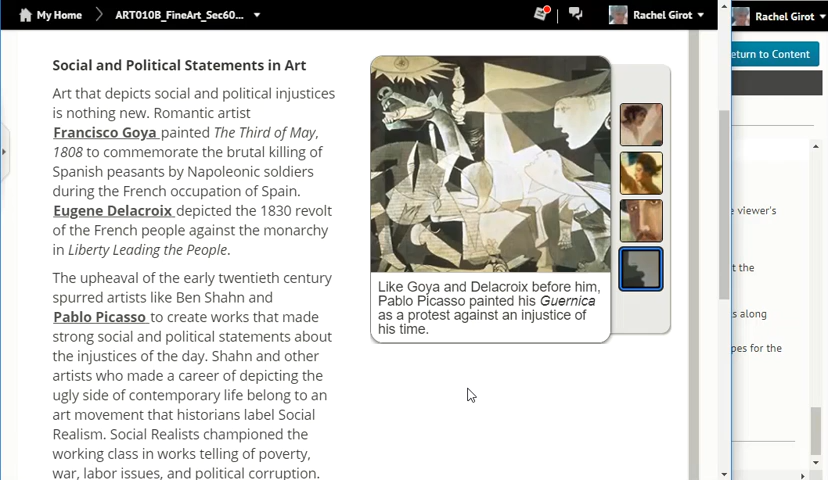 My Home
ART010B_FineArt_Sec60...
Rachel Girot
Rachel Girot
eturn to Content
Social and Political Statements in Art
Art that depicts social and political injustices
is nothing new. Romantic artist
Francisco Goya painted The Third of May,
1808 to commemorate the brutal killing of
Spanish peasants by Napoleonic soldiers
during the French occupation of Spain.
Eugene Delacroix depicted the 1830 revolt
of the French people against the monarchy
in Liberty Leading the People.
The upheaval of the early twentieth century
spurred artists like Ben Shahn and
Pablo Picasso to create works that made
strong social and political statements about
the injustices of the day. Shahn and other
artists who made a career of depicting the
ugly side of contemporary life belong to an
art movement that historians label Social
Realism. Social Realists championed the
working class in works telling of poverty,
war, labor issues, and political corruption.
Like Goya and Delacroix before him,
Pablo Picasso painted his Guernica
as a protest against an injustice of
his time.
e viewer's
t the
s along
pes for the